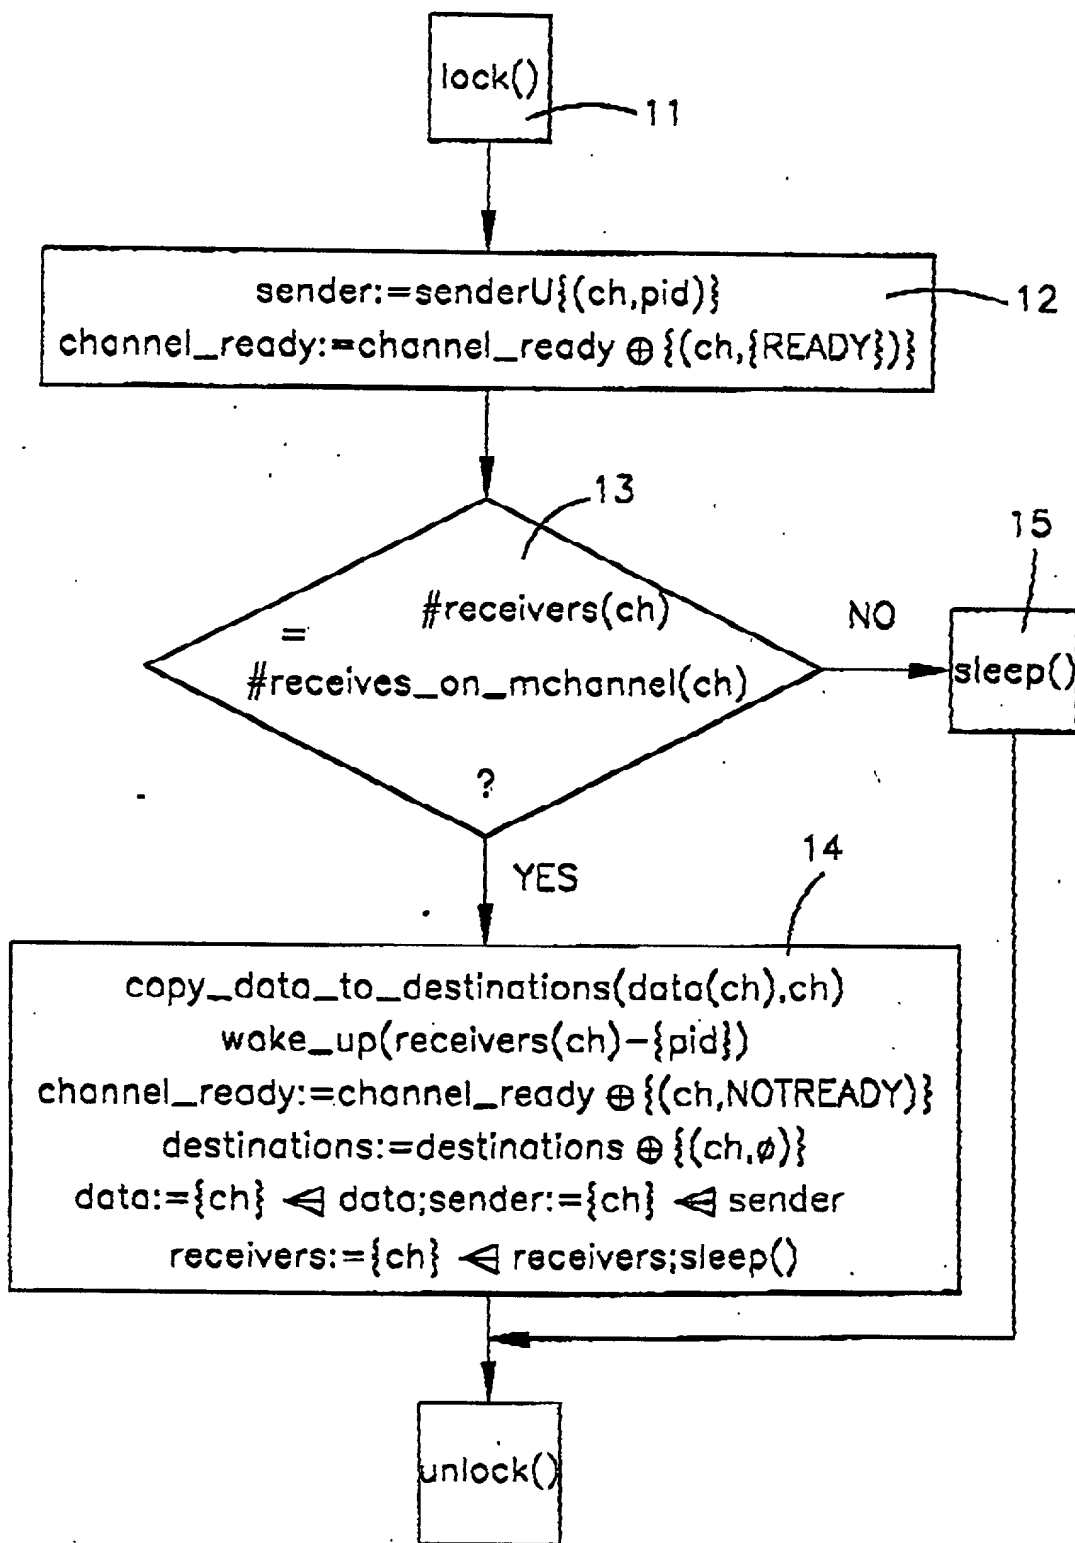 lock()
11
sender:=senderU{(ch,pid)}
channel_ready:=channel_ready ⊕ {(ch,{READY})}
12
13
#receivers(ch)
=
#receives_on_mchannel(ch)
?
NO
15
sleep()
YES
14
copy_data_to_destinations(data(ch),ch)
wake_up(receivers(ch)-{pid})
channel_ready:=channel_ready ⊕ {(ch,NOTREADY)}
destinations:=destinations ⊕ {(ch,ø)}
data:={ch} ⩤ data;sender:={ch} ⩤ sender
receivers:={ch} ⩤ receivers;sleep()
unlock()